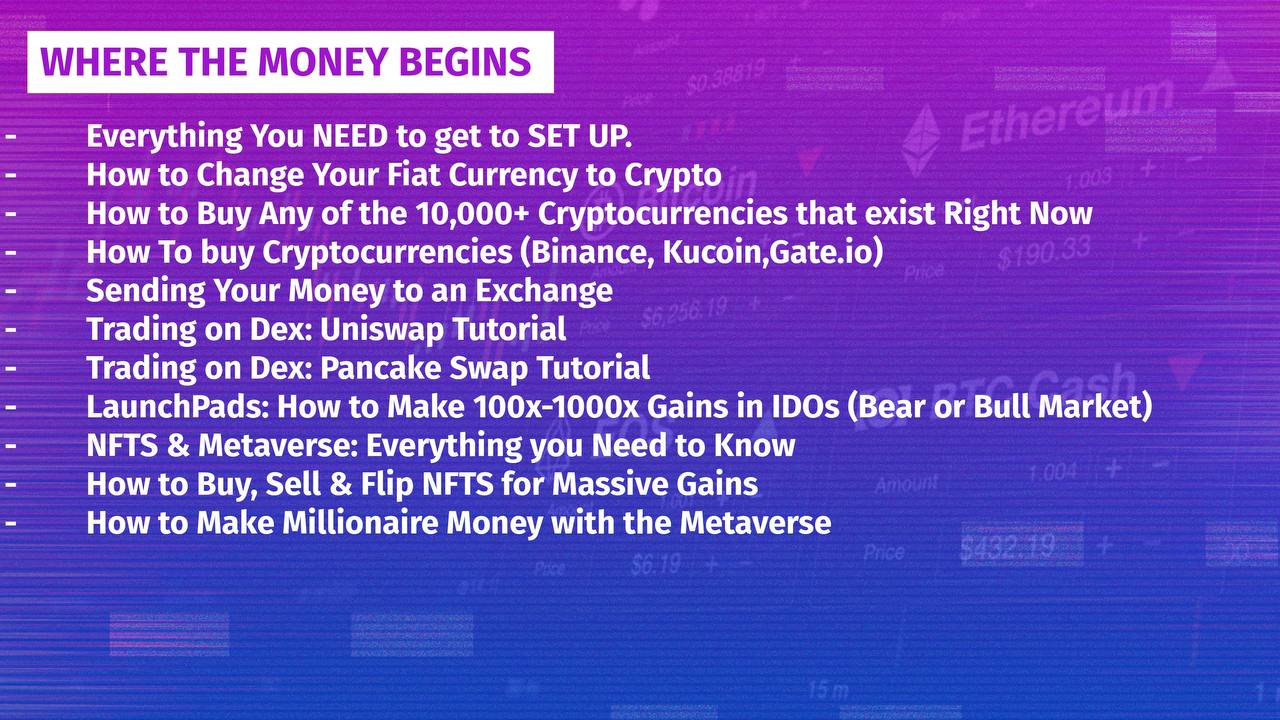 WHERE THE MONEY BEGINS
- Everything You NEED to get to SET UP.
- How to Change Your Fiat Currency to Crypto
- How to Buy Any of the 10,000+ Cryptocurrencies that exist Right Now
- How To buy Cryptocurrencies (Binance, Kucoin,Gate.io)
- Sending Your Money to an Exchange
- Trading on Dex: Uniswap Tutorial
- Trading on Dex: Pancake Swap Tutorial
- LaunchPads: How to Make 100x-1000x Gains in IDOs (Bear or Bull Market)
- NFTS & Metaverse: Everything you Need to Know
- How to Buy, Sell & Flip NFTS for Massive Gains
- How to Make Millionaire Money with the Metaverse
Price $0.38819 +
Ethereum
Bitcoin
1.003 + -
Price $190.33 +
$6,256.19 + -
Price
BTC Cash
EOS
Amount 1.004 + -
Price $432.19 + -
Price $6.19 + -
15 m